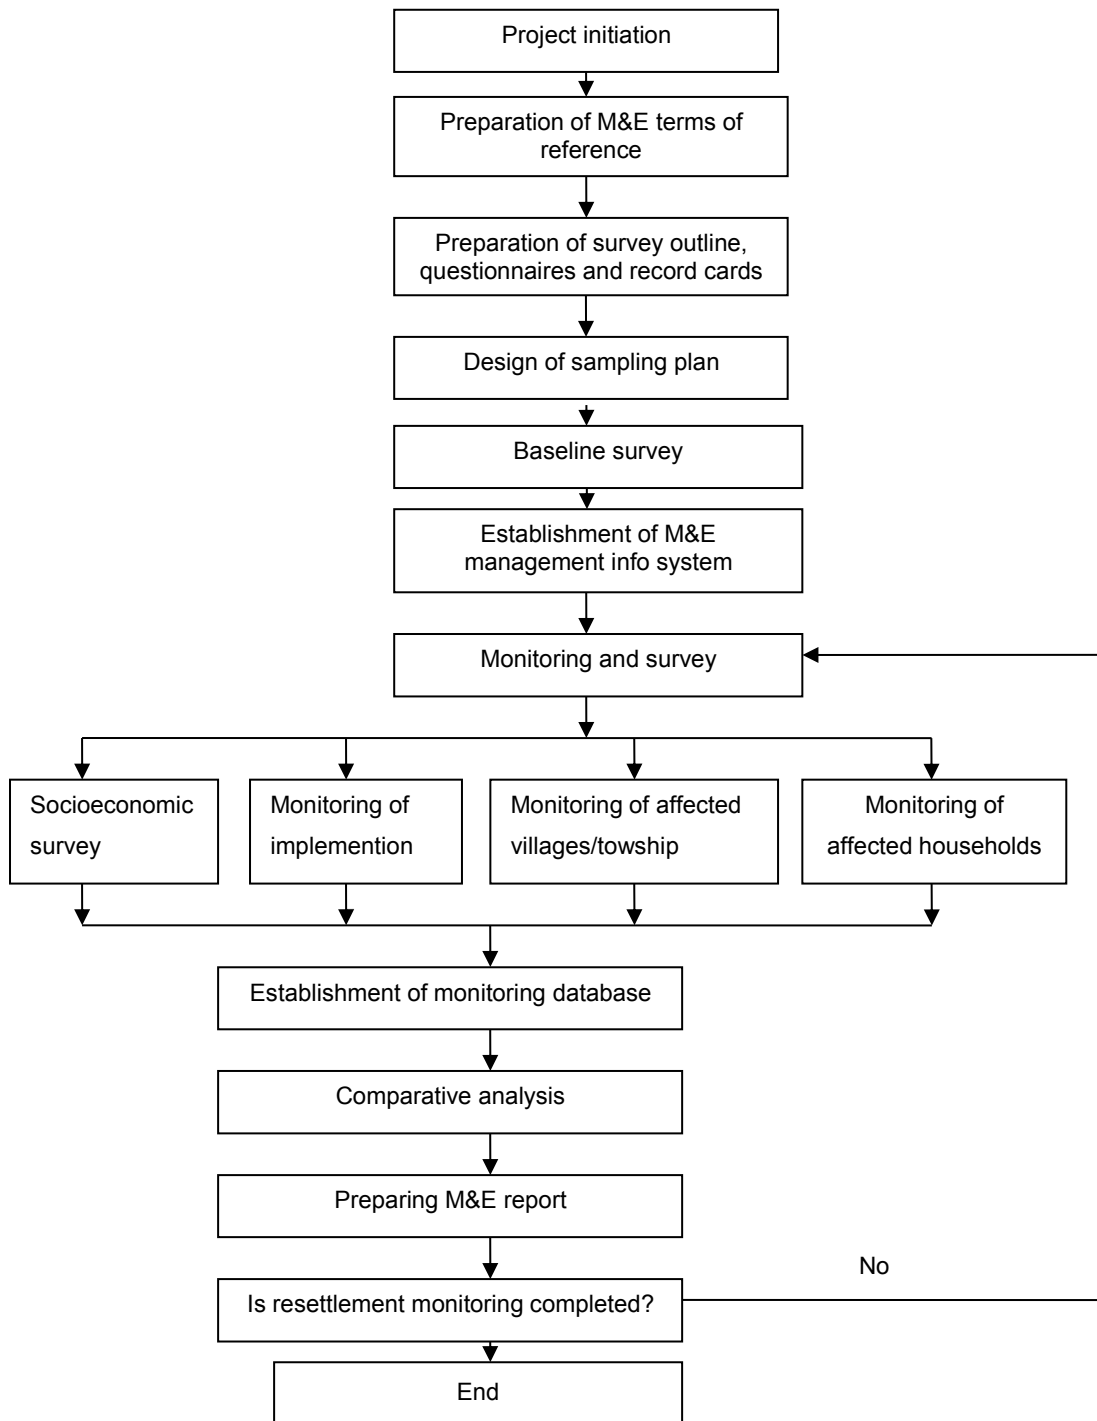 Project initiation
Preparation of M&E terms of
reference
Preparation of survey outline,
questionnaires and record cards
Design of sampling plan
Baseline survey
Establishment of M&E
management info system
Monitoring and survey
Socioeconomic
survey
Monitoring of
implemention
Monitoring of affected
villages/towship
Monitoring of
affected households
Establishment of monitoring database
Comparative analysis
Preparing M&E report
No
Is resettlement monitoring completed?
End